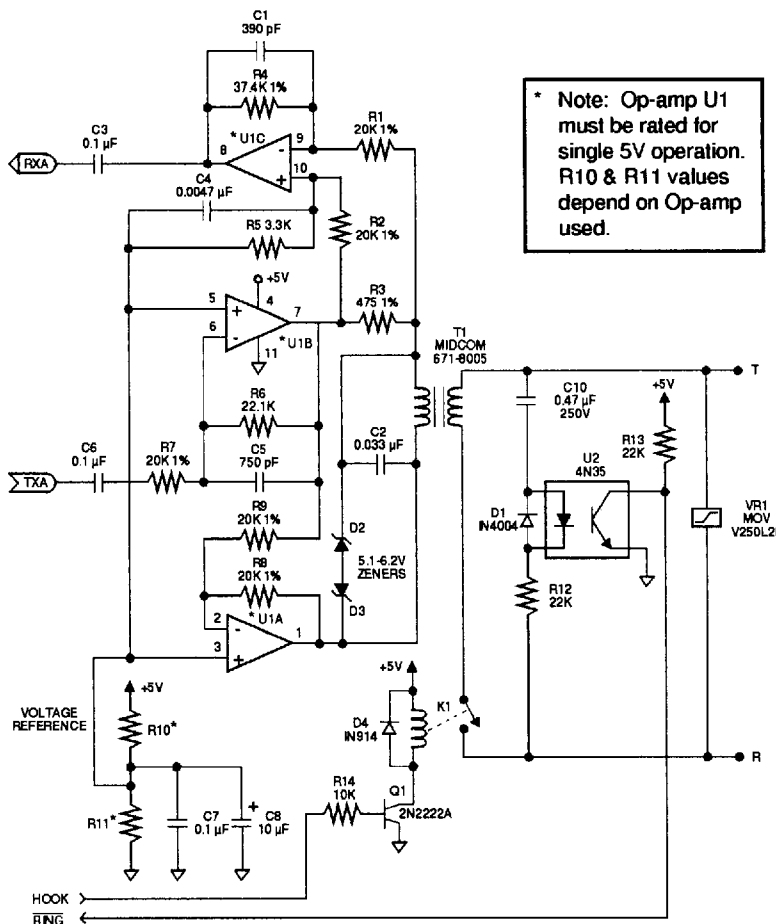 C1
390 pF
R4
37.4K 1%
C3
0.1 µF
RXA
* U1C
8
9
10
-
+
R1
20K 1%
C4
0.0047 µF
R5 3.3K
R2
20K 1%
* Note: Op-amp U1
must be rated for
single 5V operation.
R10 & R11 values
depend on Op-amp
used.
+5V
5
6
+
-
4
7
11
* U1B
R3
475 1%
T1
MIDCOM
671-8005
R6
22.1K
C5
750 pF
C2
0.033 µF
C6
0.1 µF
TXA
R7
20K 1%
R9
20K 1%
R8
20K 1%
* U1A
2
3
-
+
1
D2
5.1-6.2V
ZENERS
D3
T
C10
0.47 µF
250V
+5V
R13
22K
U2
4N35
D1
IN4004
R12
22K
VR1
MOV
V250L2
VOLTAGE
REFERENCE
+5V
R10*
R11*
C7
0.1 µF
+
C8
10 µF
+5V
D4
IN914
K1
R
R14
10K
Q1
2N2222A
HOOK
RING